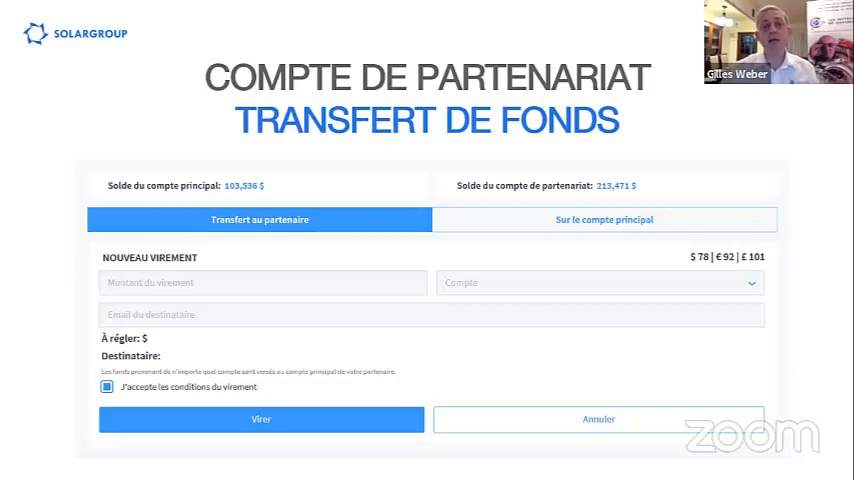 SOLARGROUP
Gilles Weber
COMPTE DE PARTENARIAT
TRANSFERT DE FONDS
Solde du compte principal: 103,536 $
Solde du compte de partenariat: 213,471 $
Transfert au partenaire
Sur le compte principal
NOUVEAU VIREMENT
$ 78 | € 92 | £ 101
Montant du virement
Compte
Email du destinataire
À régler: $
Destinataire:
Les fonds provenant de n'importe quel compte sont versés au compte principal de votre partenaire.
J'accepte les conditions du virement
Virer
Annuler
zoom